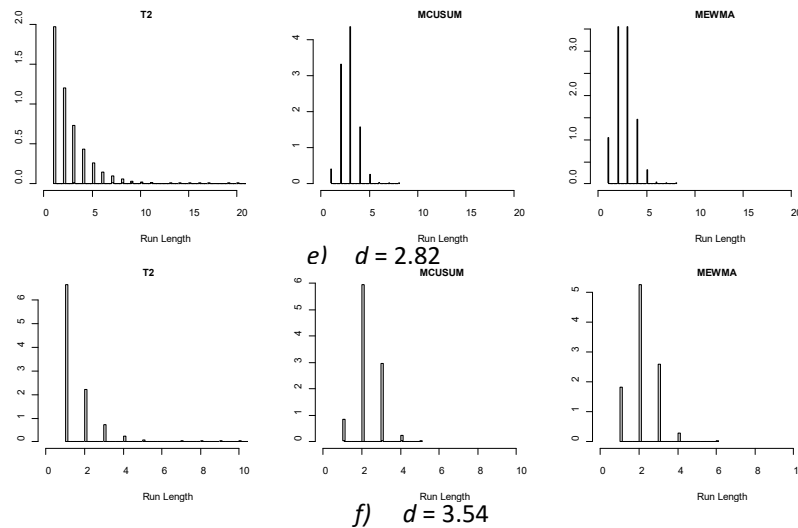 T2 MCUSUM MEWMA
0.0 0.5 1.0 1.5 2.0
0 1 2 3 4
0.0 1.0 2.0 3.0
0 5 10 15 20
0 5 10 15 20
0 5 10 15 20
Run Length Run Length Run Length
e) d = 2.82
T2 MCUSUM MEWMA
0 1 2 3 4 5 6
0 1 2 3 4 5 6
0 1 2 3 4 5
0 2 4 6 8 10
0 2 4 6 8 10
0 2 4 6 8 1
Run Length Run Length Run Length
f) d = 3.54